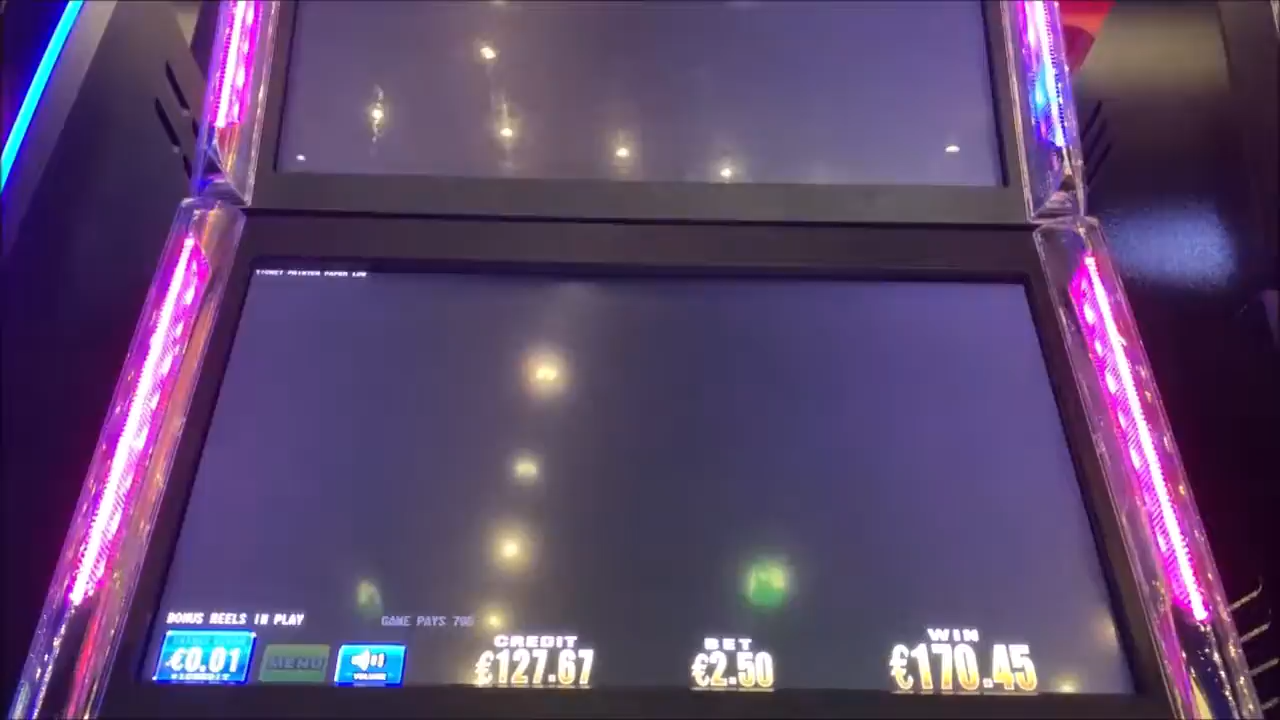 TICKET PRINTER PAPER LOW
BONUS REELS IN PLAY
GAME PAYS
€0.01
MENU
VOLUME
CREDIT
€127.67
BET
€2.50
WIN
€170.45